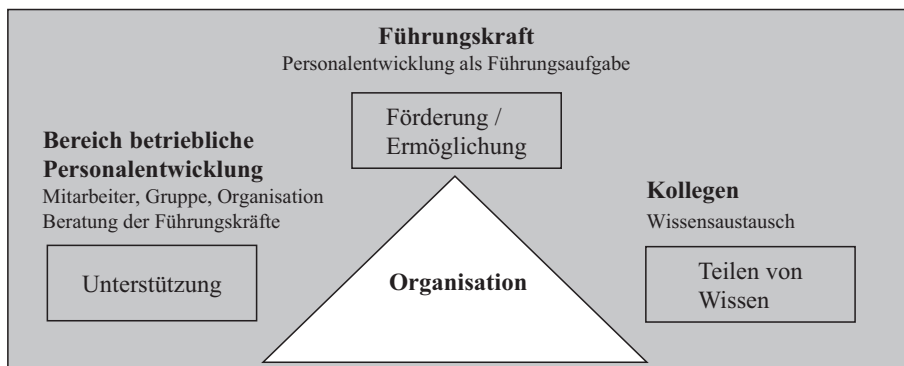 Führungskraft
Personalentwicklung als Führungsaufgabe
Förderung /
Ermöglichung
Bereich betriebliche
Personalentwicklung
Mitarbeiter, Gruppe, Organisation
Beratung der Führungskräfte
Unterstützung
Organisation
Kollegen
Wissensaustausch
Teilen von
Wissen